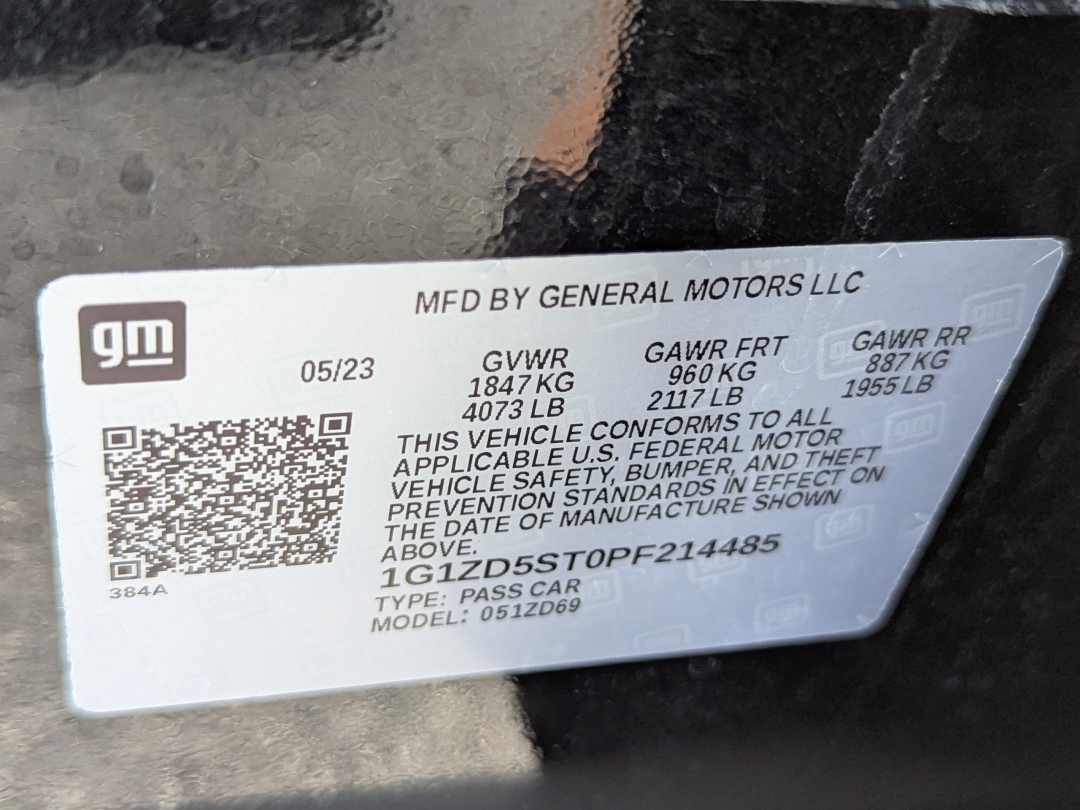 gm
MFD BY GENERAL MOTORS LLC
05/23
GVWR
1847 KG
4073 LB
GAWR FRT
960 KG
2117 LB
GAWR RR
887 KG
1955 LB
THIS VEHICLE CONFORMS TO ALL
APPLICABLE U.S. FEDERAL MOTOR
VEHICLE SAFETY, BUMPER, AND THEFT
PREVENTION STANDARDS IN EFFECT ON
THE DATE OF MANUFACTURE SHOWN
ABOVE.
1G1ZD5ST0PF214485
TYPE: PASS CAR
MODEL: 051ZD69
384A